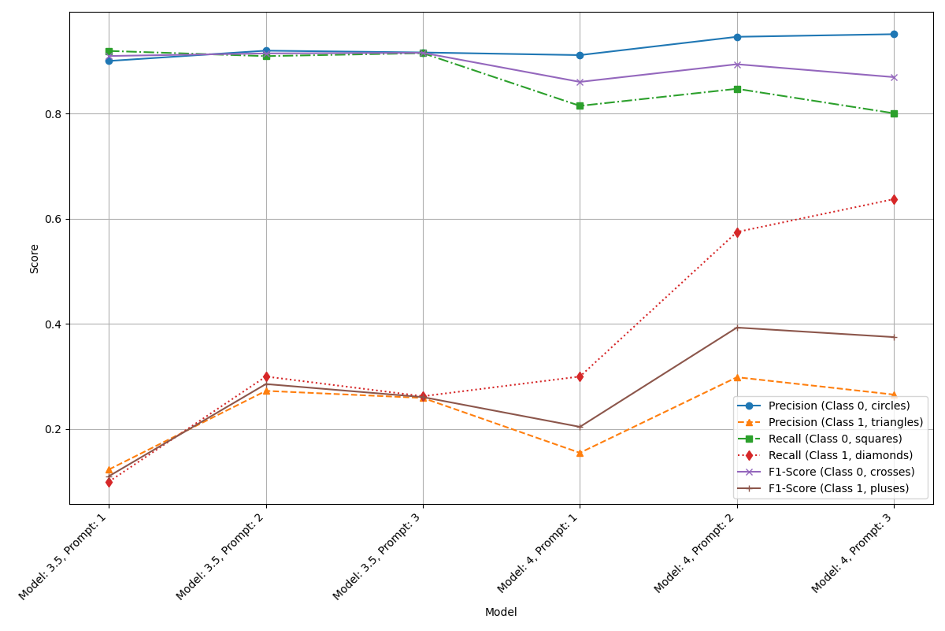 0.8
0.6
0.4
0.2
Score
Precision (Class 0, circles)
Precision (Class 1, triangles)
Recall (Class 0, squares)
Recall (Class 1, diamonds)
F1-Score (Class 0, crosses)
F1-Score (Class 1, pluses)
Model: 3.5, Prompt: 1
Model: 3.5, Prompt: 2
Model: 3.5, Prompt: 3
Model: 4, Prompt: 1
Model: 4, Prompt: 2
Model: 4, Prompt: 3
Model